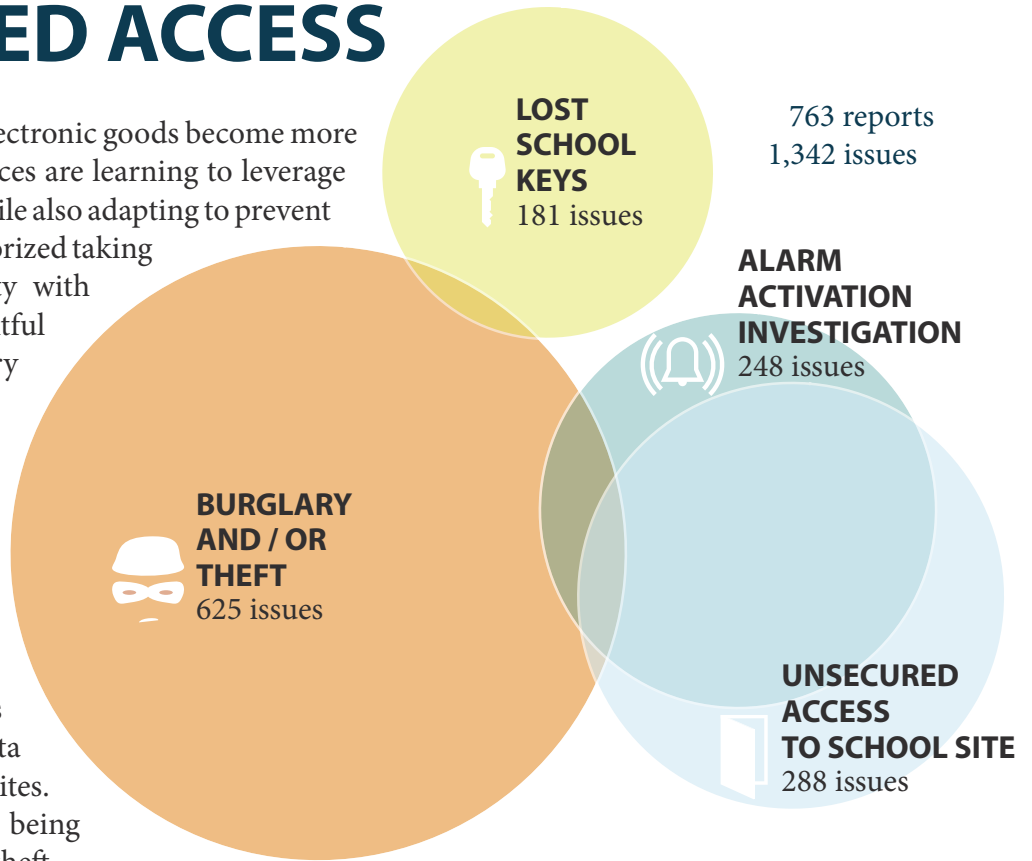 ED ACCESS
ectronic goods become more
ces are learning to leverage
ile also adapting to prevent
orized taking
y with
tful
ry
s
ta
ites.
being
heft
LOST
SCHOOL
KEYS
181 issues
763 reports
1,342 issues
ALARM
ACTIVATION
INVESTIGATION
248 issues
BURGLARY
AND / OR
THEFT
625 issues
UNSECURED
ACCESS
TO SCHOOL SITE
288 issues